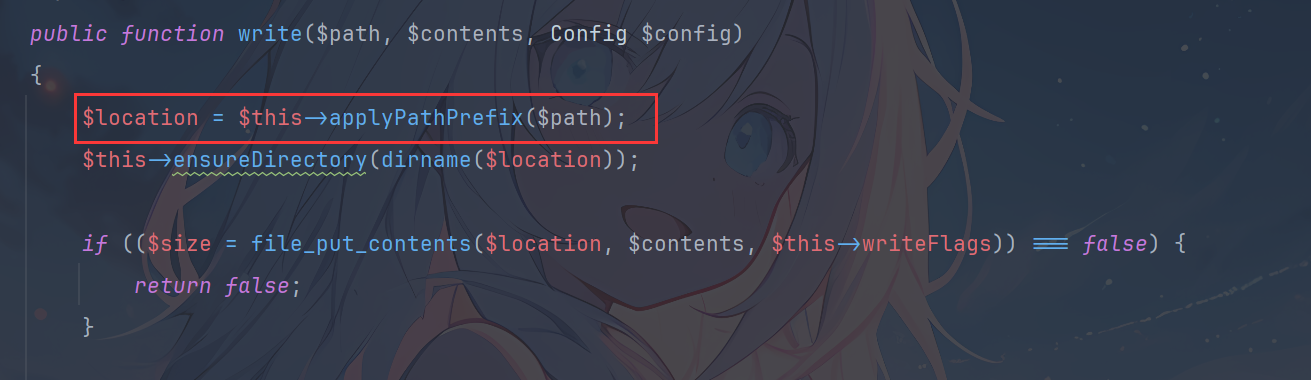 public function write($path, $contents, Config $config)
{
$location = $this->applyPathPrefix($path);
$this->ensureDirectory(dirname($location));
if (($size = file_put_contents($location, $contents, $this->writeFlags)) === false) {
return false;
}